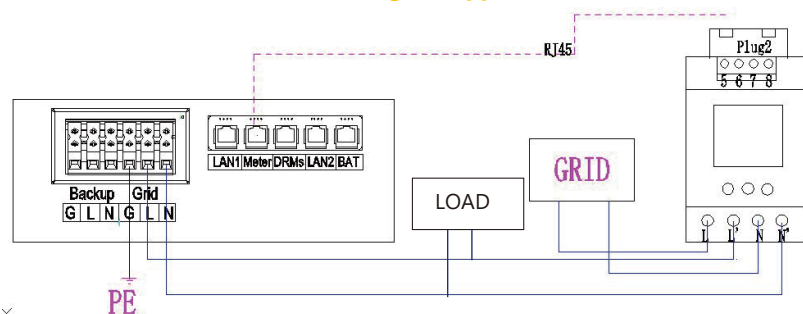 RJ45
Plug2
5 6 7 8
LAN1 Meter DRMs LAN2 BAT
Backup Grid
G L N G L N
LOAD
GRID
L L' N N'
PE